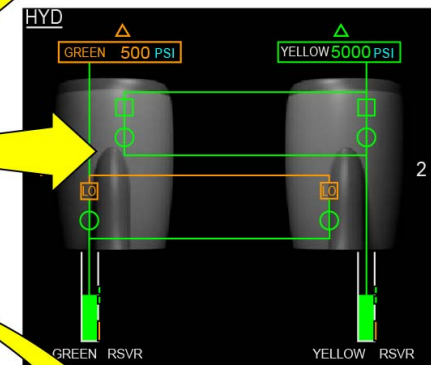 HYD
GREEN 500 PSI
YELLOW 5000 PSI
2
LO
LO
GREEN RSVR
YELLOW RSVR